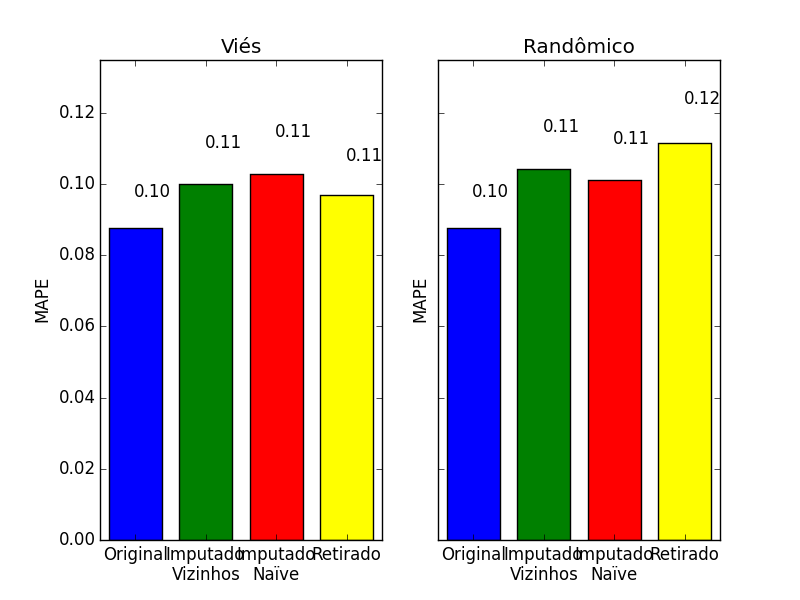 Viés
Randômico
MAPE
0.12
0.10
0.08
0.06
0.04
0.02
0.00
0.10
0.11
0.11
0.11
Original
Imputado
Vizinhos
Imputado
Naïve
Retirado
MAPE
0.10
0.11
0.11
0.12
Original
Imputado
Vizinhos
Imputado
Naïve
Retirado